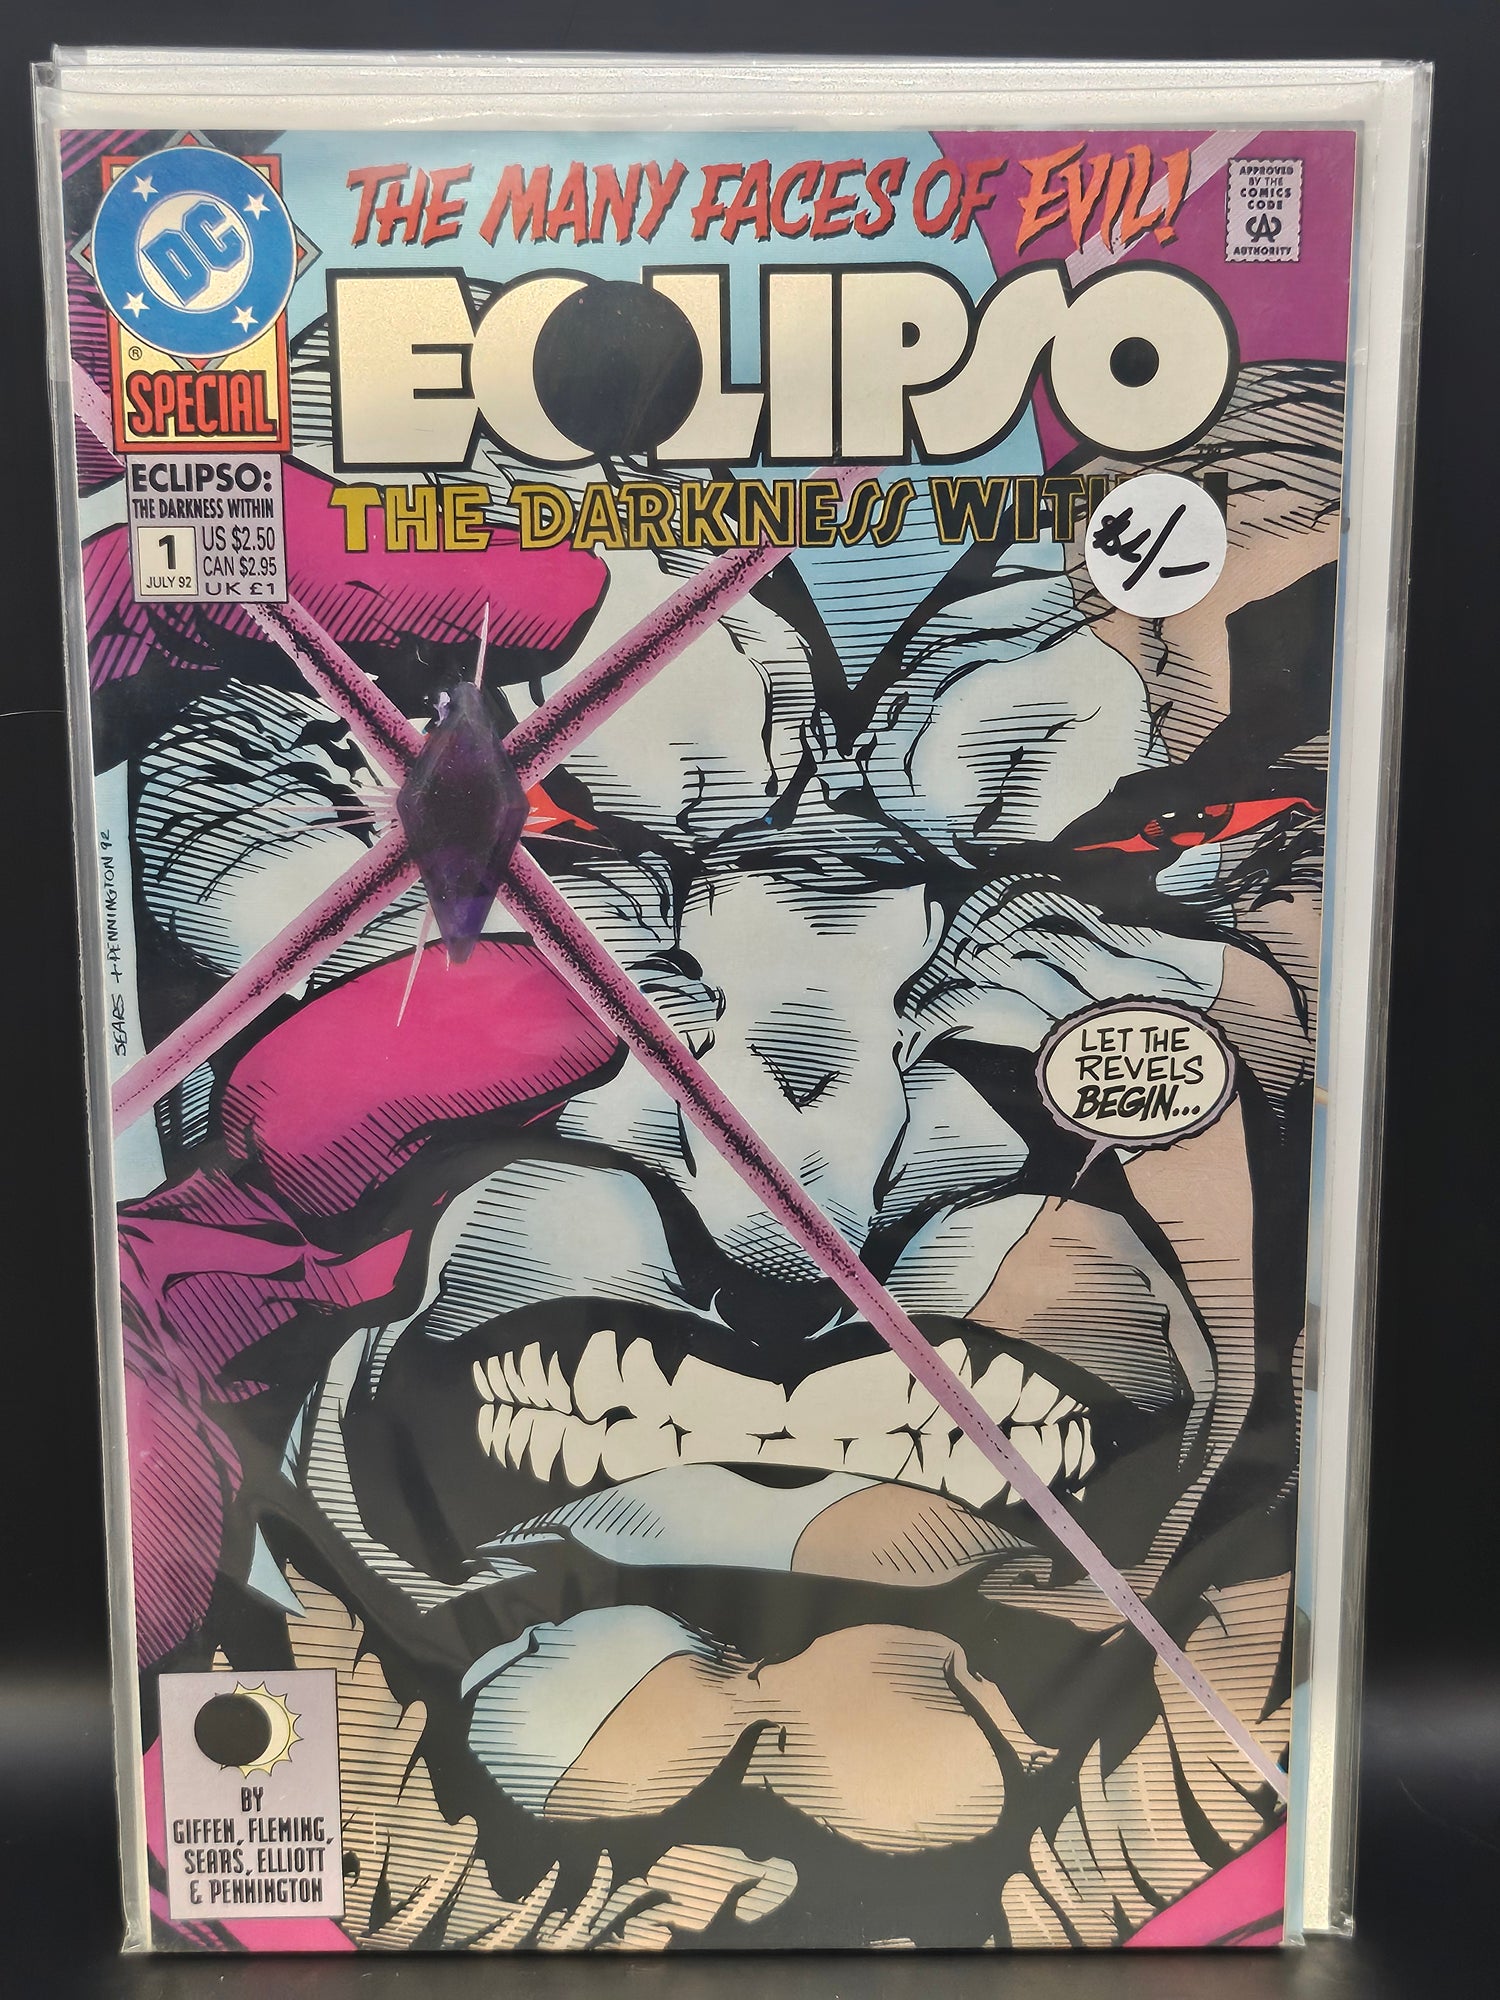 THE MANY FACES OF EVIL!
ECLIPSO
THE DARKNESS WITHIN
DC
®
SPECIAL
ECLIPSO:
THE DARKNESS WITHIN
1
JULY 92
US $2.50
CAN $2.95
UK £1
APPROVED
BY THE
COMICS
CODE
CA
AUTHORITY
SEARS + PENNINGTON 92
LET THE
REVELS
BEGIN...
BY
GIFFEN, FLEMING,
SEARS, ELLIOTT
& PENNINGTON